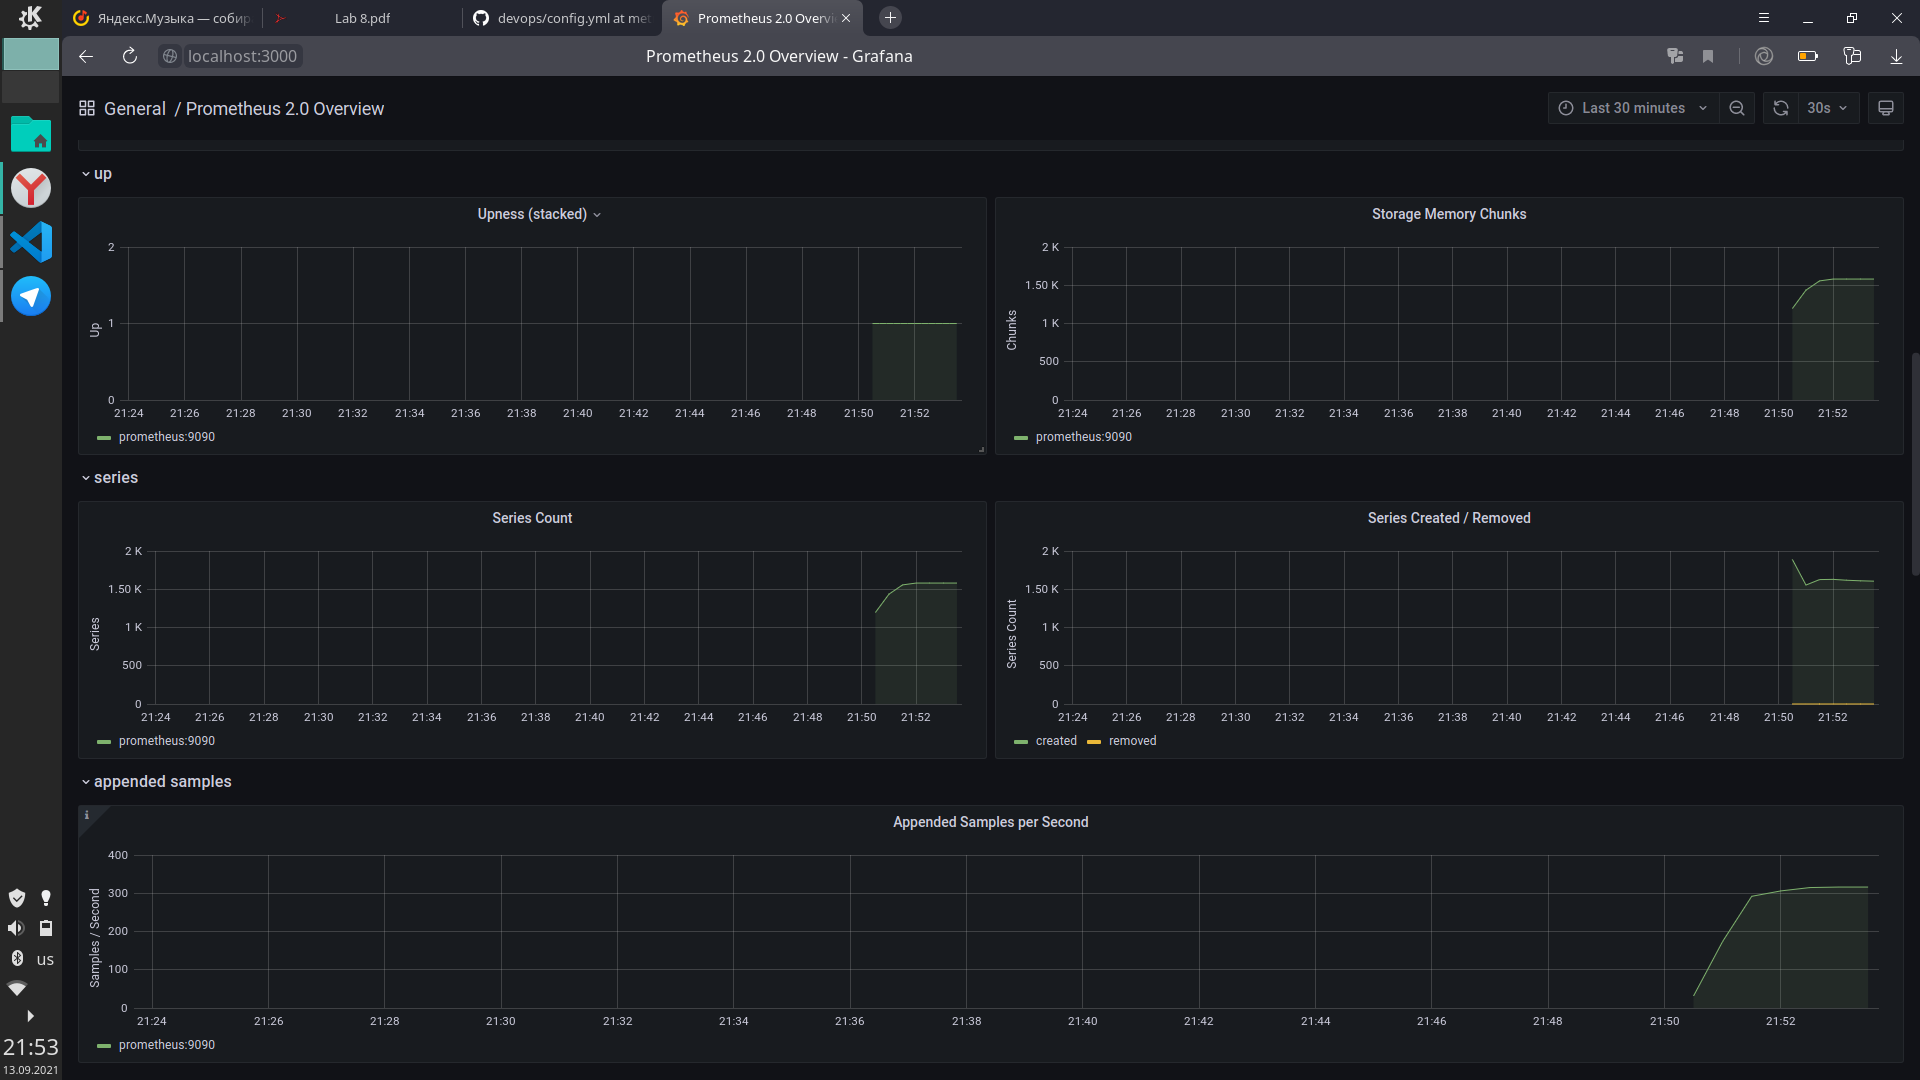 Яндекс.Музыка — собир
Lab 8.pdf
devops/config.yml at met
Prometheus 2.0 Overvi
localhost:3000
Prometheus 2.0 Overview - Grafana
General / Prometheus 2.0 Overview
Last 30 minutes
30s
up
Upness (stacked)
2
1
0
Up
21:24 21:26 21:28 21:30 21:32 21:34 21:36 21:38 21:40 21:42 21:44 21:46 21:48 21:50 21:52
prometheus:9090
Storage Memory Chunks
2 K
1.50 K
1 K
500
0
Chunks
21:24 21:26 21:28 21:30 21:32 21:34 21:36 21:38 21:40 21:42 21:44 21:46 21:48 21:50 21:52
prometheus:9090
series
Series Count
2 K
1.50 K
1 K
500
0
Series
21:24 21:26 21:28 21:30 21:32 21:34 21:36 21:38 21:40 21:42 21:44 21:46 21:48 21:50 21:52
prometheus:9090
Series Created / Removed
2 K
1.50 K
1 K
500
0
Series Count
21:24 21:26 21:28 21:30 21:32 21:34 21:36 21:38 21:40 21:42 21:44 21:46 21:48 21:50 21:52
created removed
appended samples
i
Appended Samples per Second
400
300
200
100
0
Samples / Second
21:24 21:26 21:28 21:30 21:32 21:34 21:36 21:38 21:40 21:42 21:44 21:46 21:48 21:50 21:52
prometheus:9090
us
21:53
13.09.2021